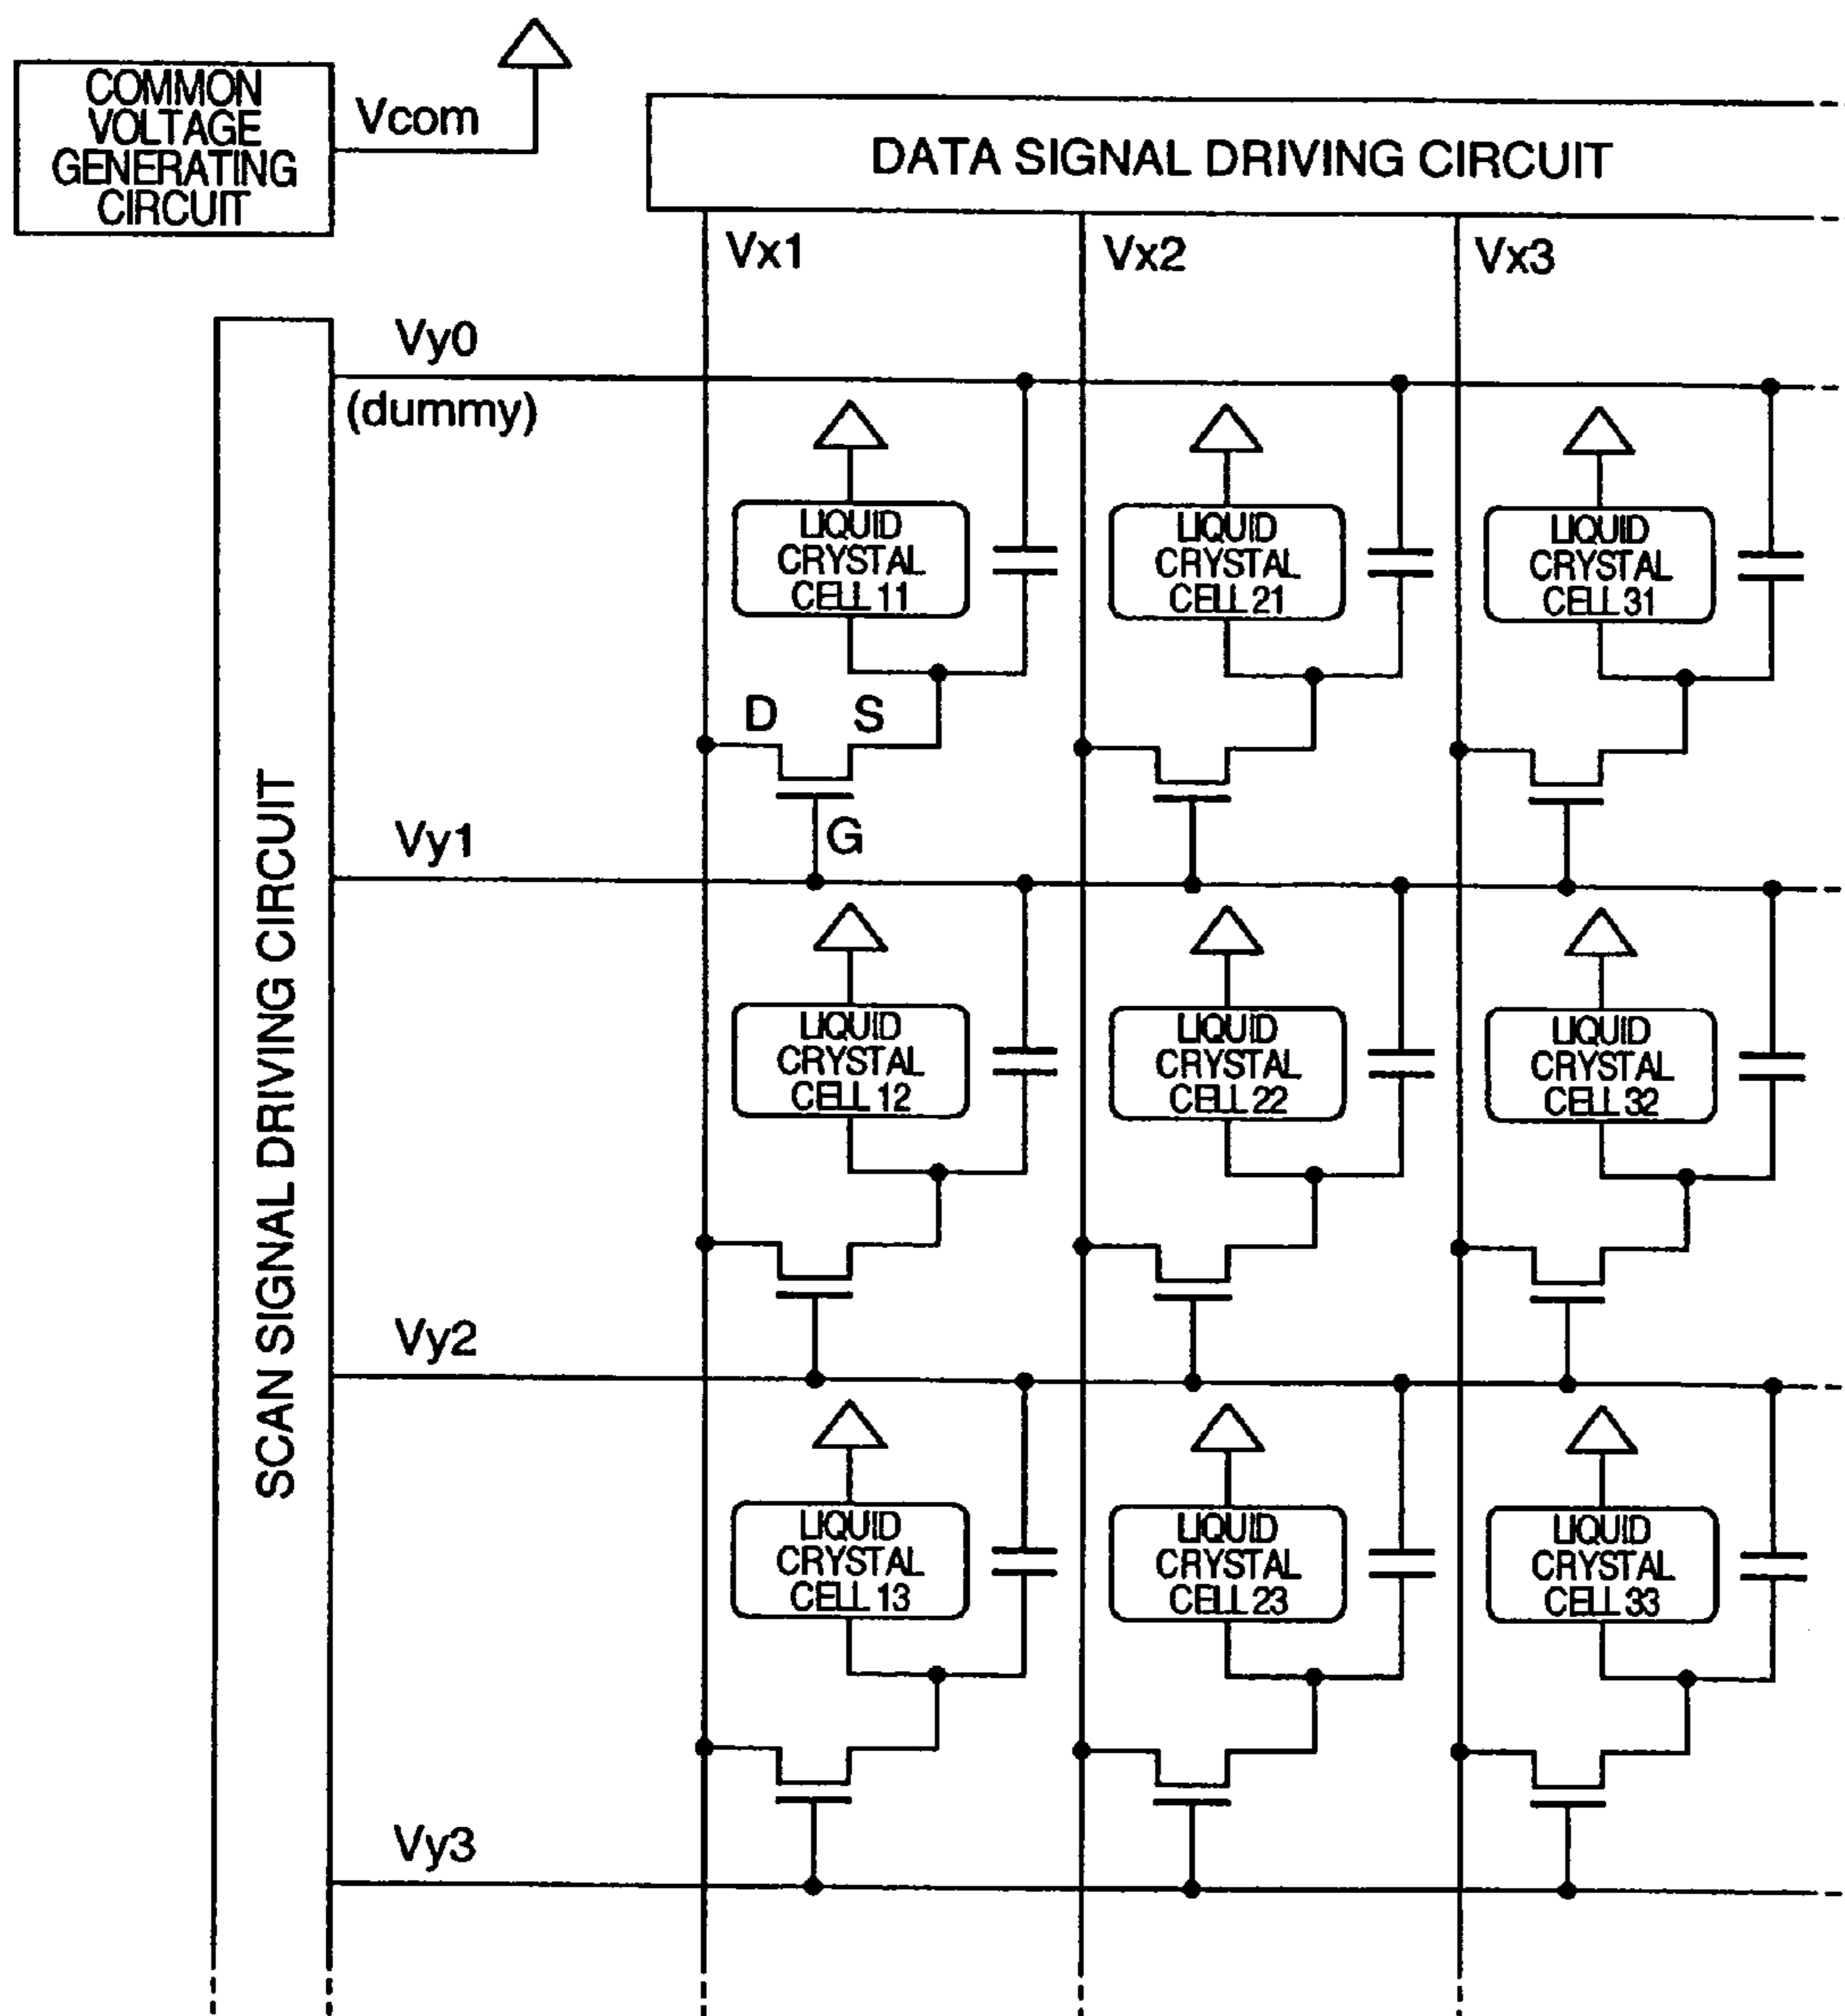 COMMON
VOLTAGE
GENERATING
CIRCUIT
Vcom
DATA SIGNAL DRIVING CIRCUIT
Vx1
Vx2
Vx3
SCAN SIGNAL DRIVING CIRCUIT
Vy0
(dummy)
LIQUID
CRYSTAL
CELL 11
LIQUID
CRYSTAL
CELL 21
LIQUID
CRYSTAL
CELL 31
D
S
G
Vy1
LIQUID
CRYSTAL
CELL 12
LIQUID
CRYSTAL
CELL 22
LIQUID
CRYSTAL
CELL 32
Vy2
LIQUID
CRYSTAL
CELL 13
LIQUID
CRYSTAL
CELL 23
LIQUID
CRYSTAL
CELL 33
Vy3